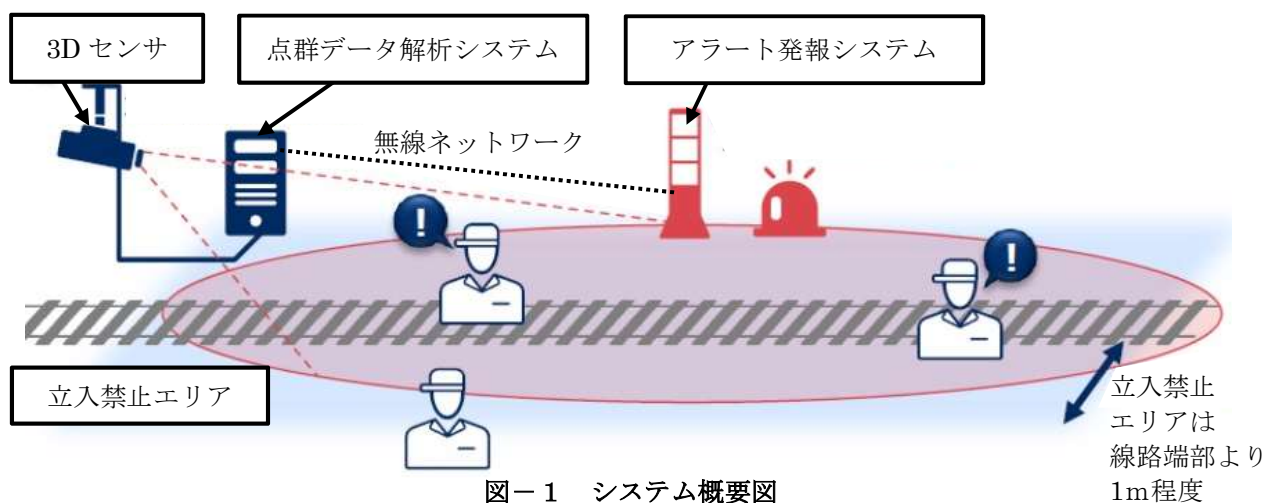 3D センサ
点群データ解析システム
アラート発報システム
無線ネットワーク
!
!
立入禁止エリア
立入禁止
エリアは
線路端部より
1m程度
図－１ システム概要図